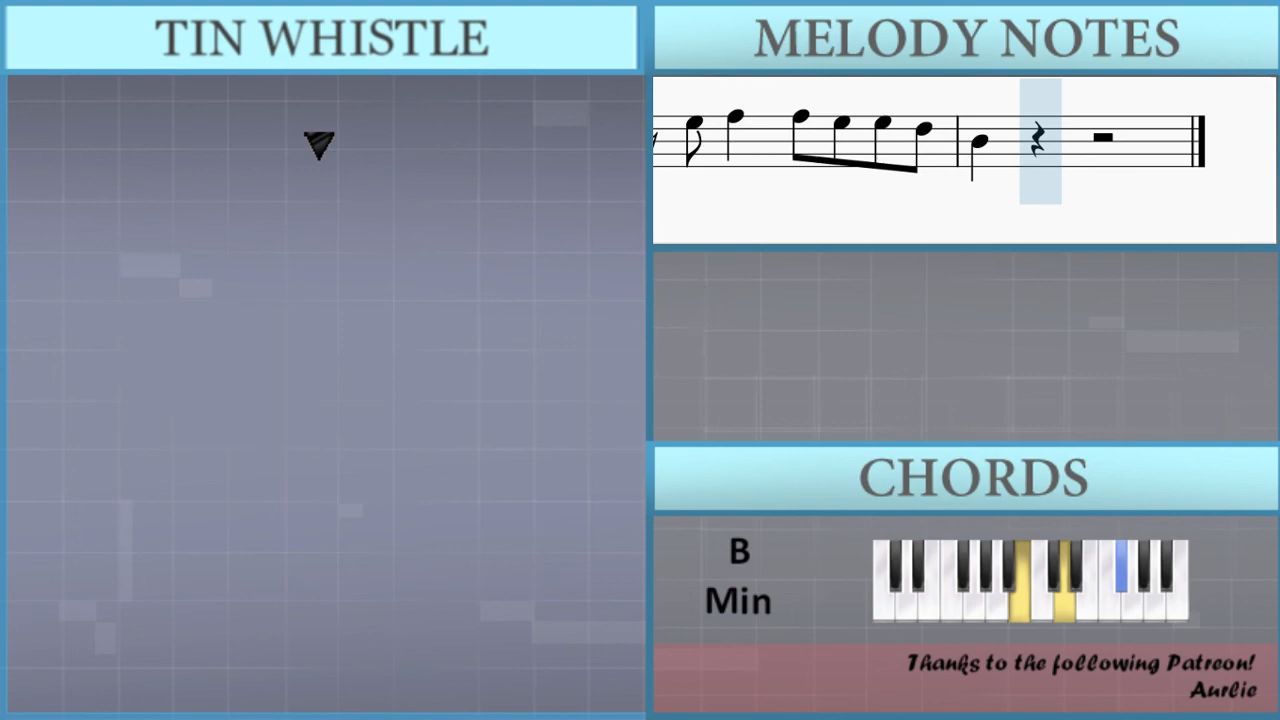 TIN WHISTLE
MELODY NOTES
CHORDS
B
Min
Thanks to the following Patreon!
Aurlie